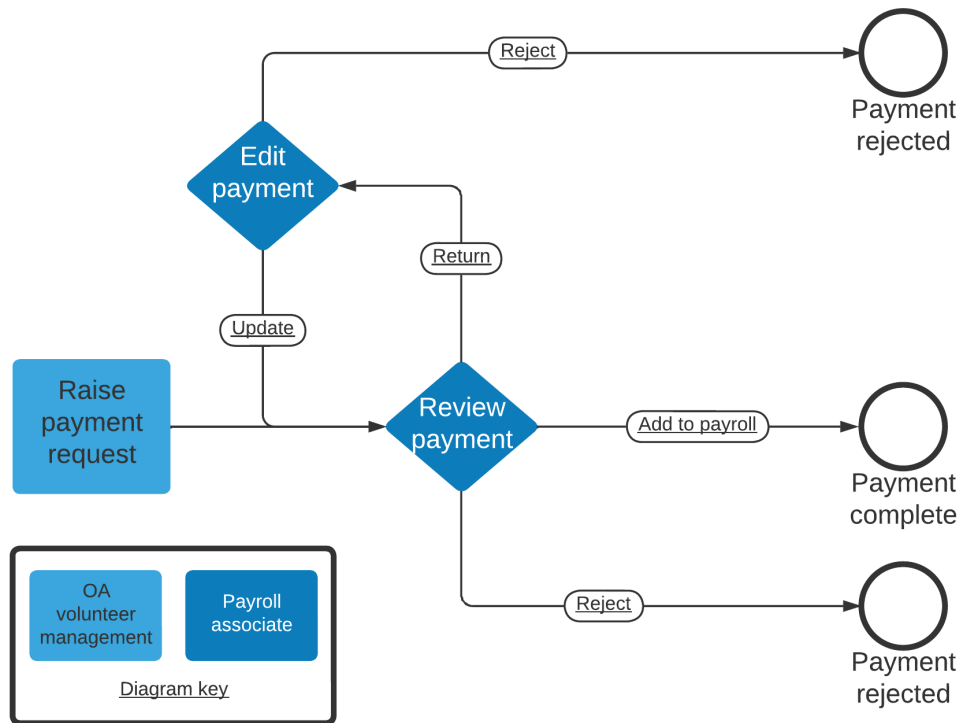 Reject
Payment
rejected
Edit
payment
Return
Update
Raise
payment
request
Review
payment
Add to payroll
Payment
complete
OA
volunteer
management
Payroll
associate
Diagram key
Reject
Payment
rejected